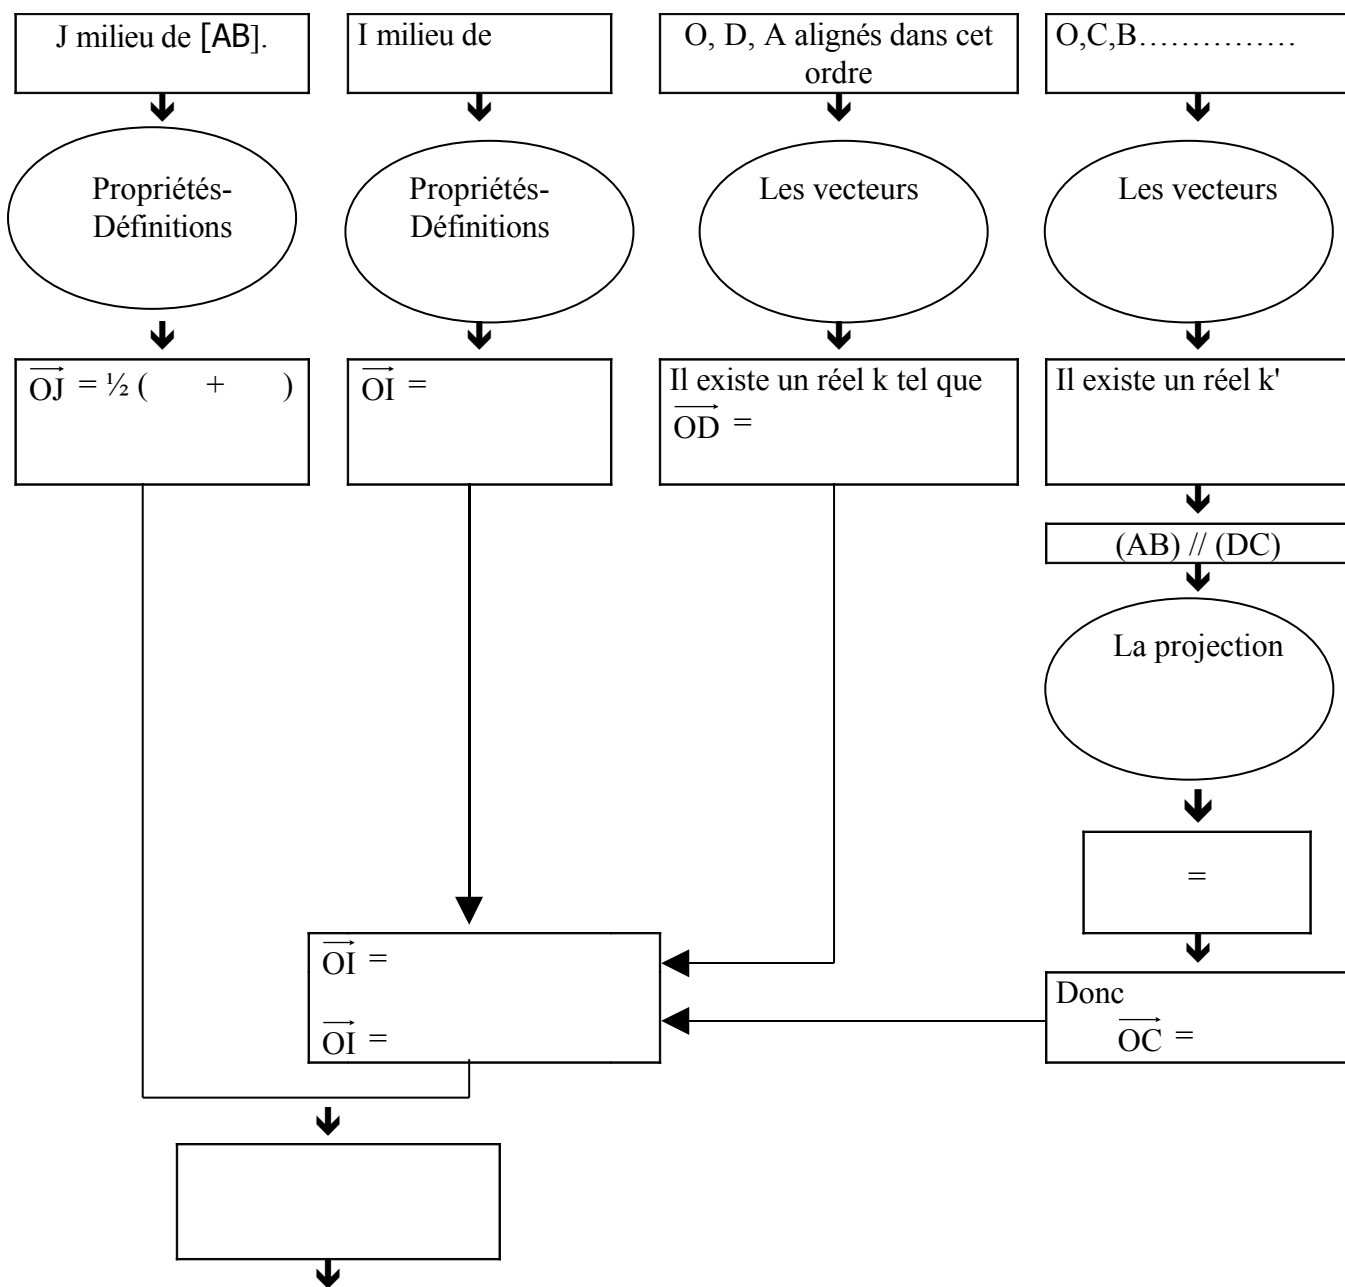 J milieu de [AB].
I milieu de
O, D, A alignés dans cet
ordre
O,C,B……………
Propriétés-
Définitions
Propriétés-
Définitions
Les vecteurs
Les vecteurs
OJ = ½ ( + )
OI =
Il existe un réel k tel que
OD =
Il existe un réel k'
(AB) // (DC)
La projection
=
OI =
OI =
Donc
OC =